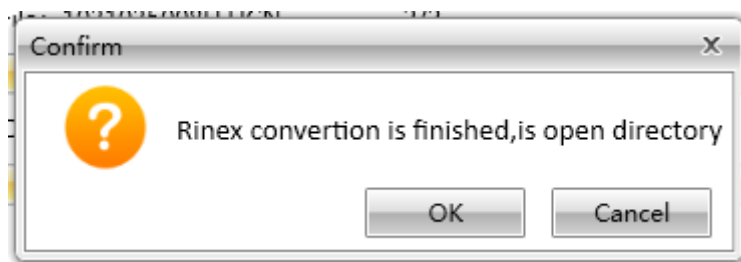 Confirm
x
?
Rinex convertion is finished,is open directory
OK
Cancel